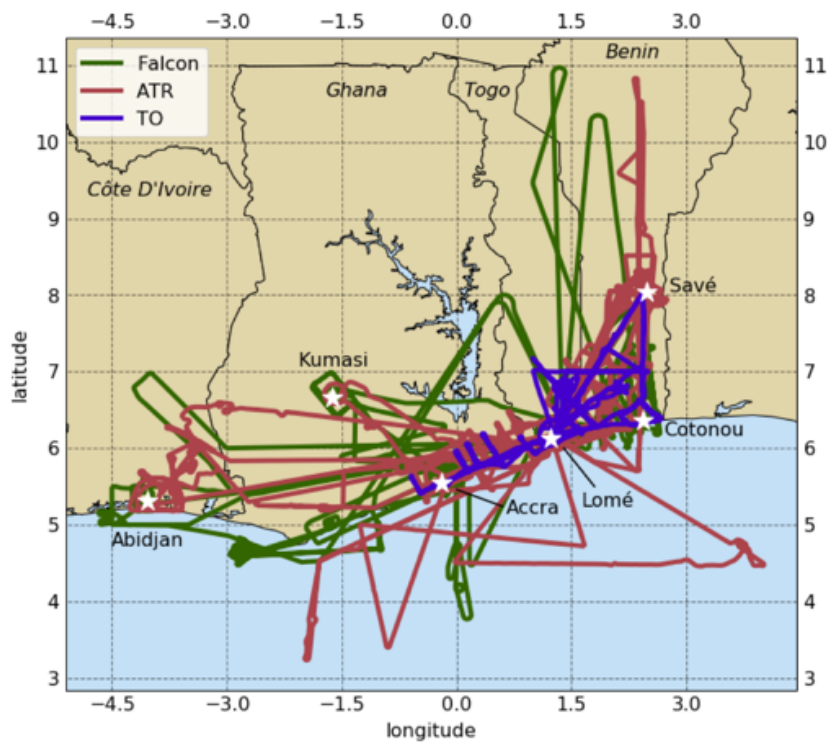 −4.5 −3.0 −1.5 0.0 1.5 3.0
Falcon
ATR
TO
Benin
Ghana
Togo
Côte D'Ivoire
11 11
10 10
9 9
8 8
7 7
6 6
5 5
4 4
3 3
Savé
Kumasi
Cotonou
Lomé
Accra
Abidjan
latitude
−4.5 −3.0 −1.5 0.0 1.5 3.0
longitude